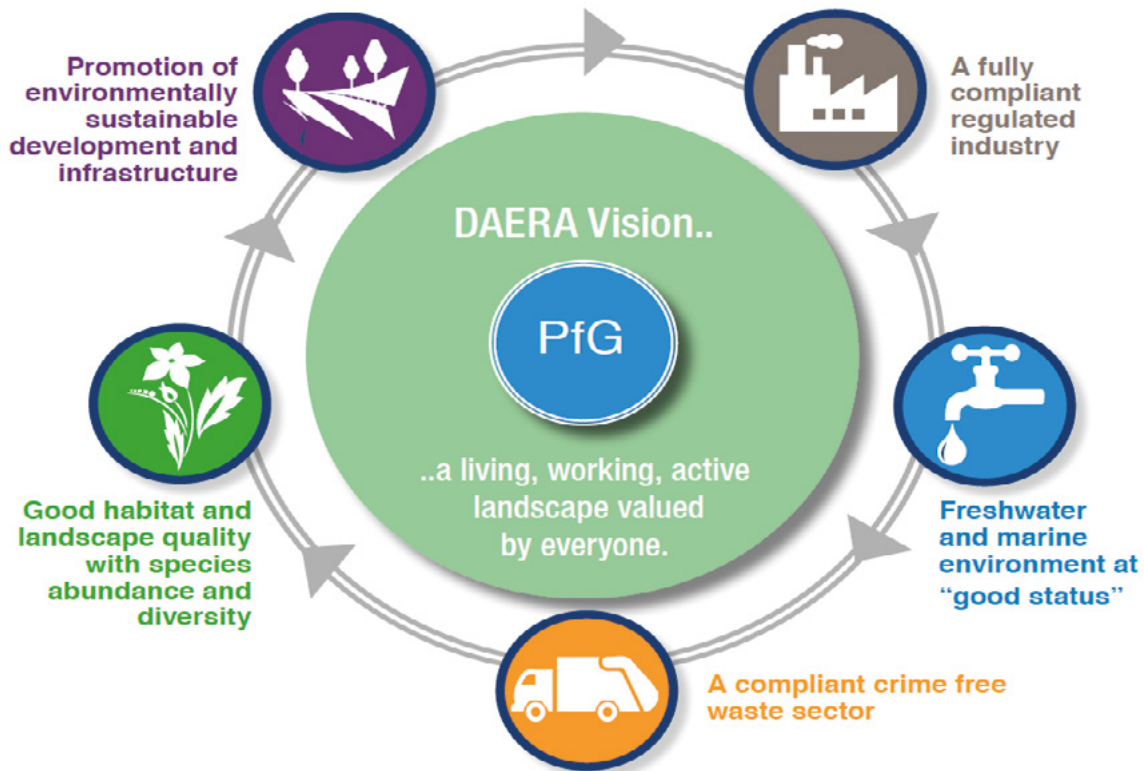 Promotion of
environmentally
sustainable
development and
infrastructure
A fully
compliant
regulated
industry
DAERA Vision..
PfG
..a living, working, active
landscape valued
by everyone.
Good habitat and
landscape quality
with species
abundance and
diversity
Freshwater
and marine
environment at
“good status”
A compliant crime free
waste sector